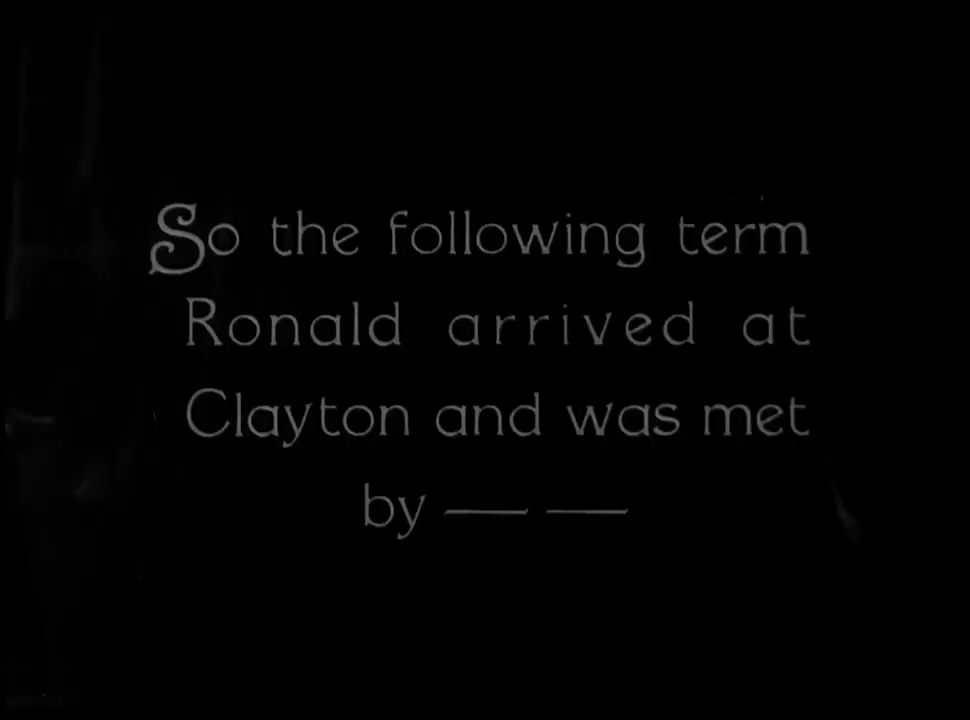 So the following term
Ronald arrived at
Clayton and was met
by — —